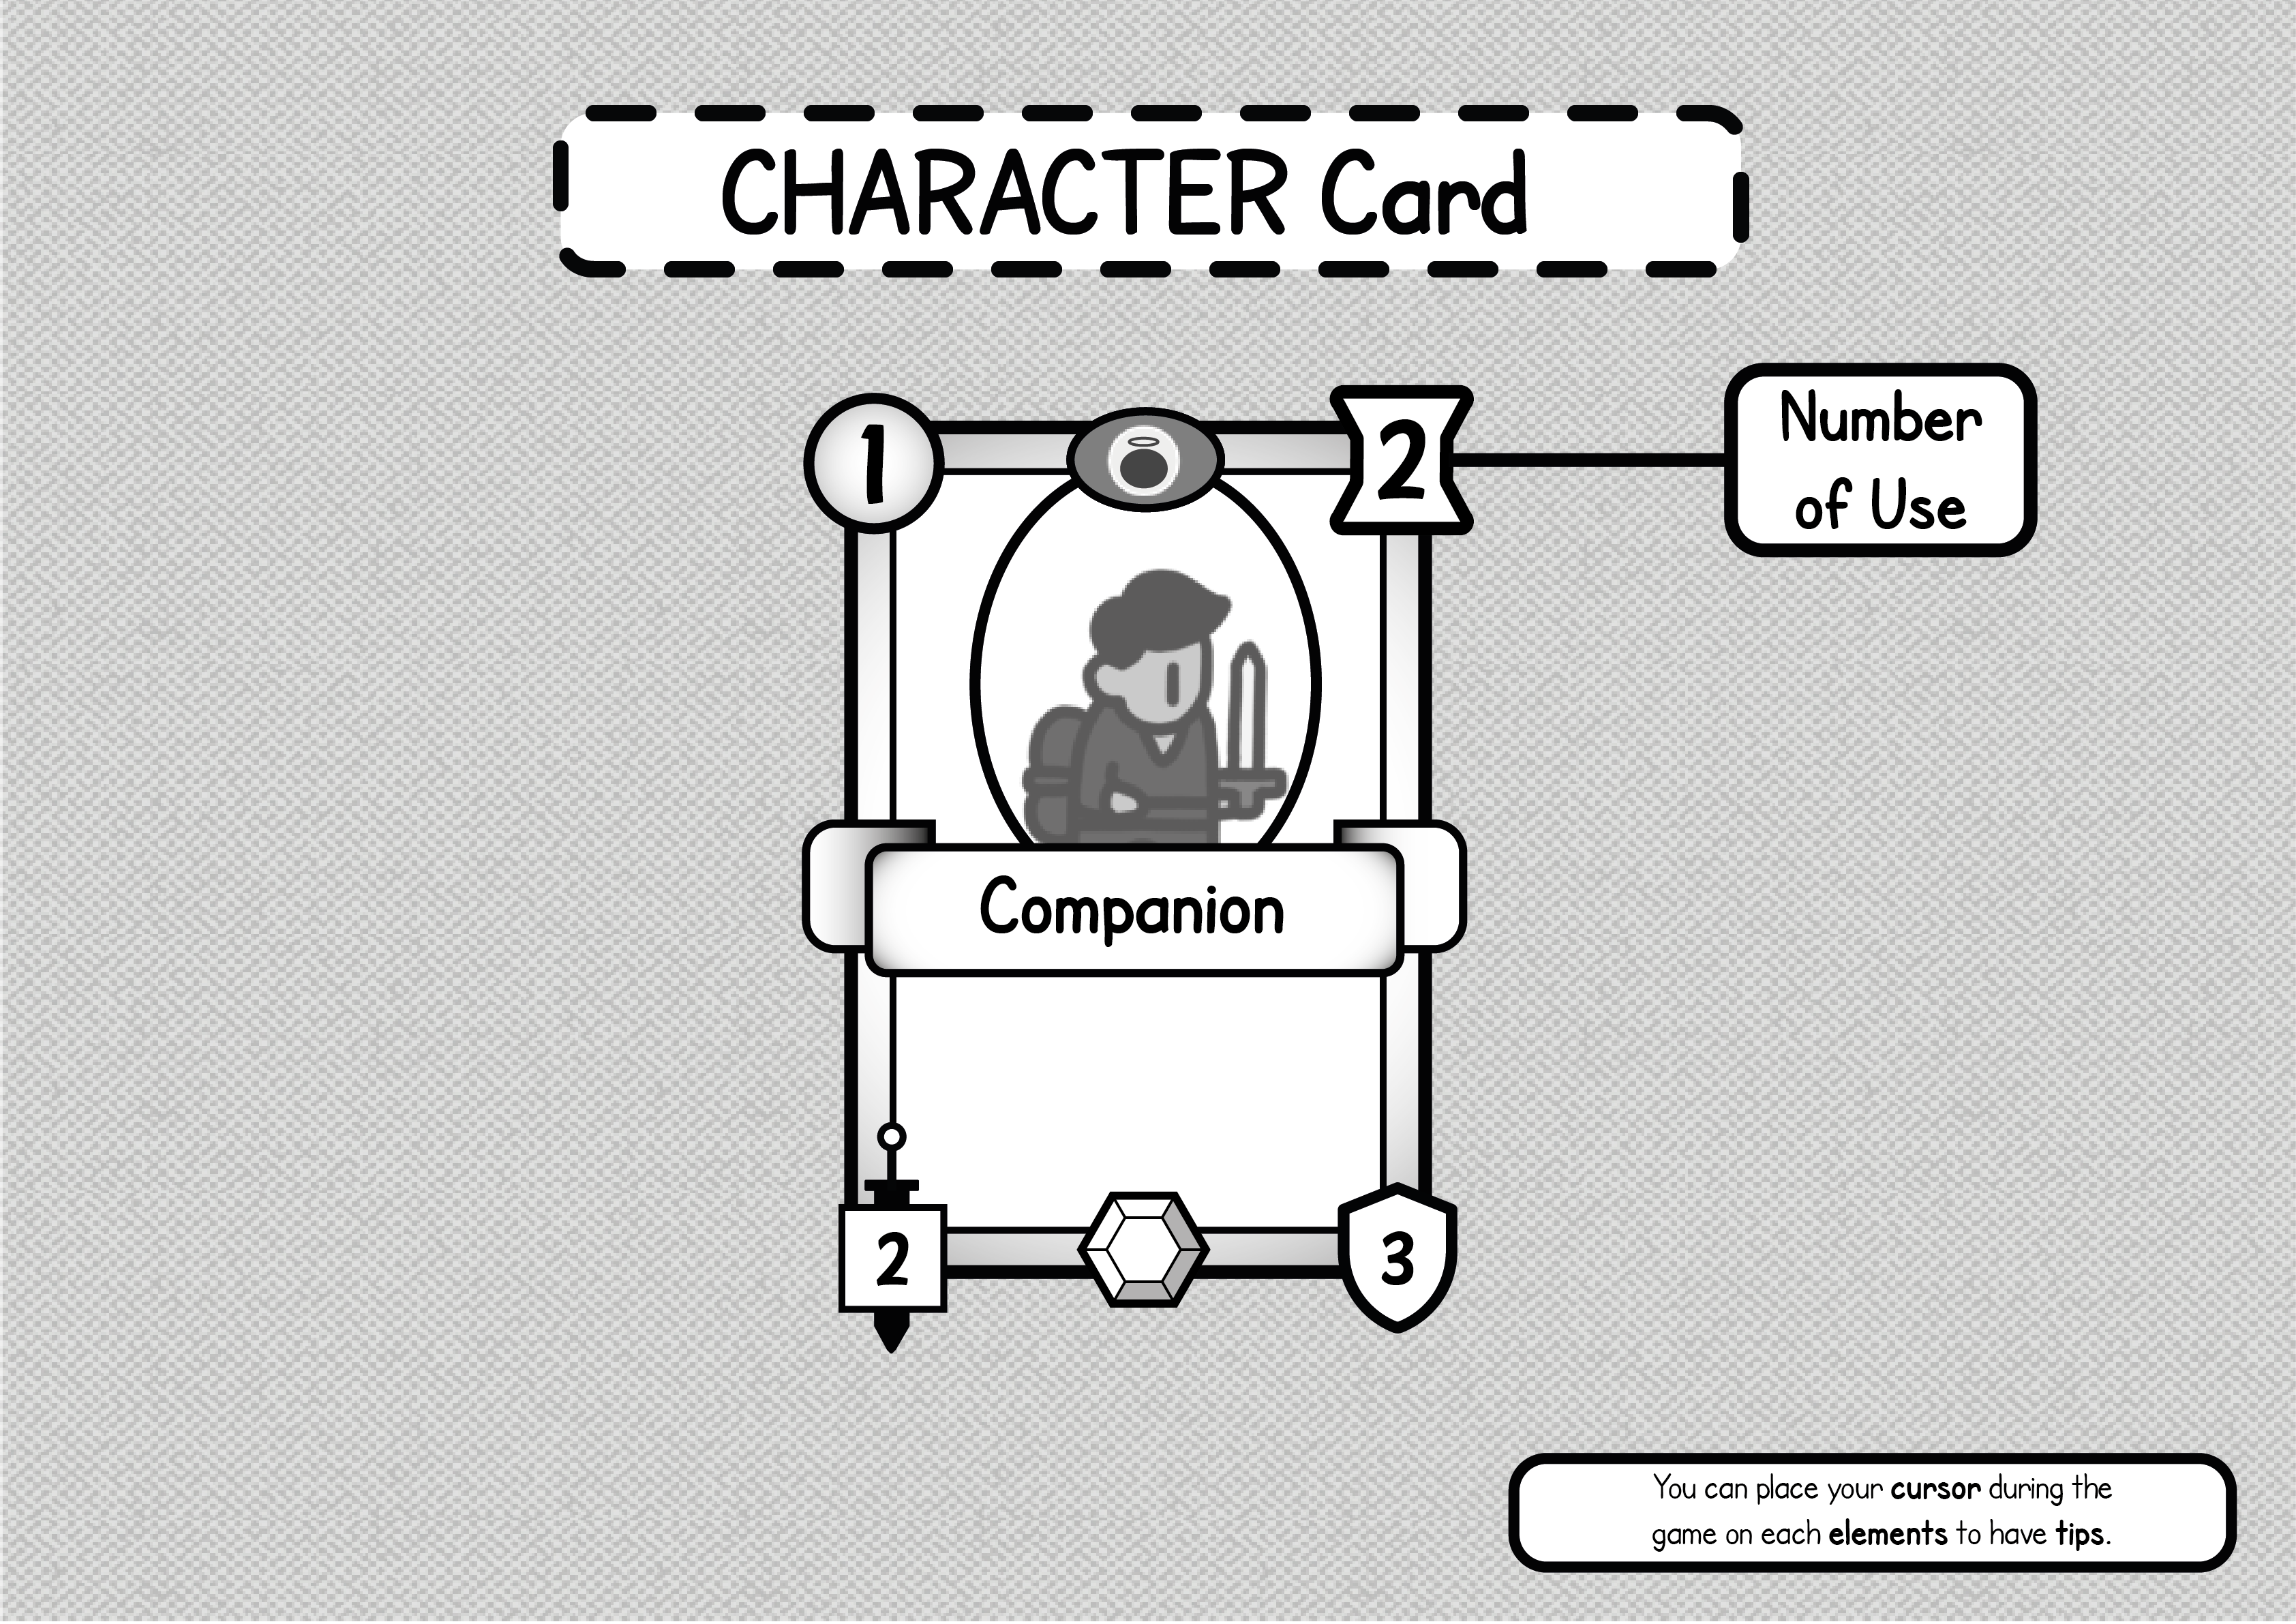 CHARACTER Card
1
2
Number
of Use
Companion
2
3
You can place your cursor during the
game on each elements to have tips.